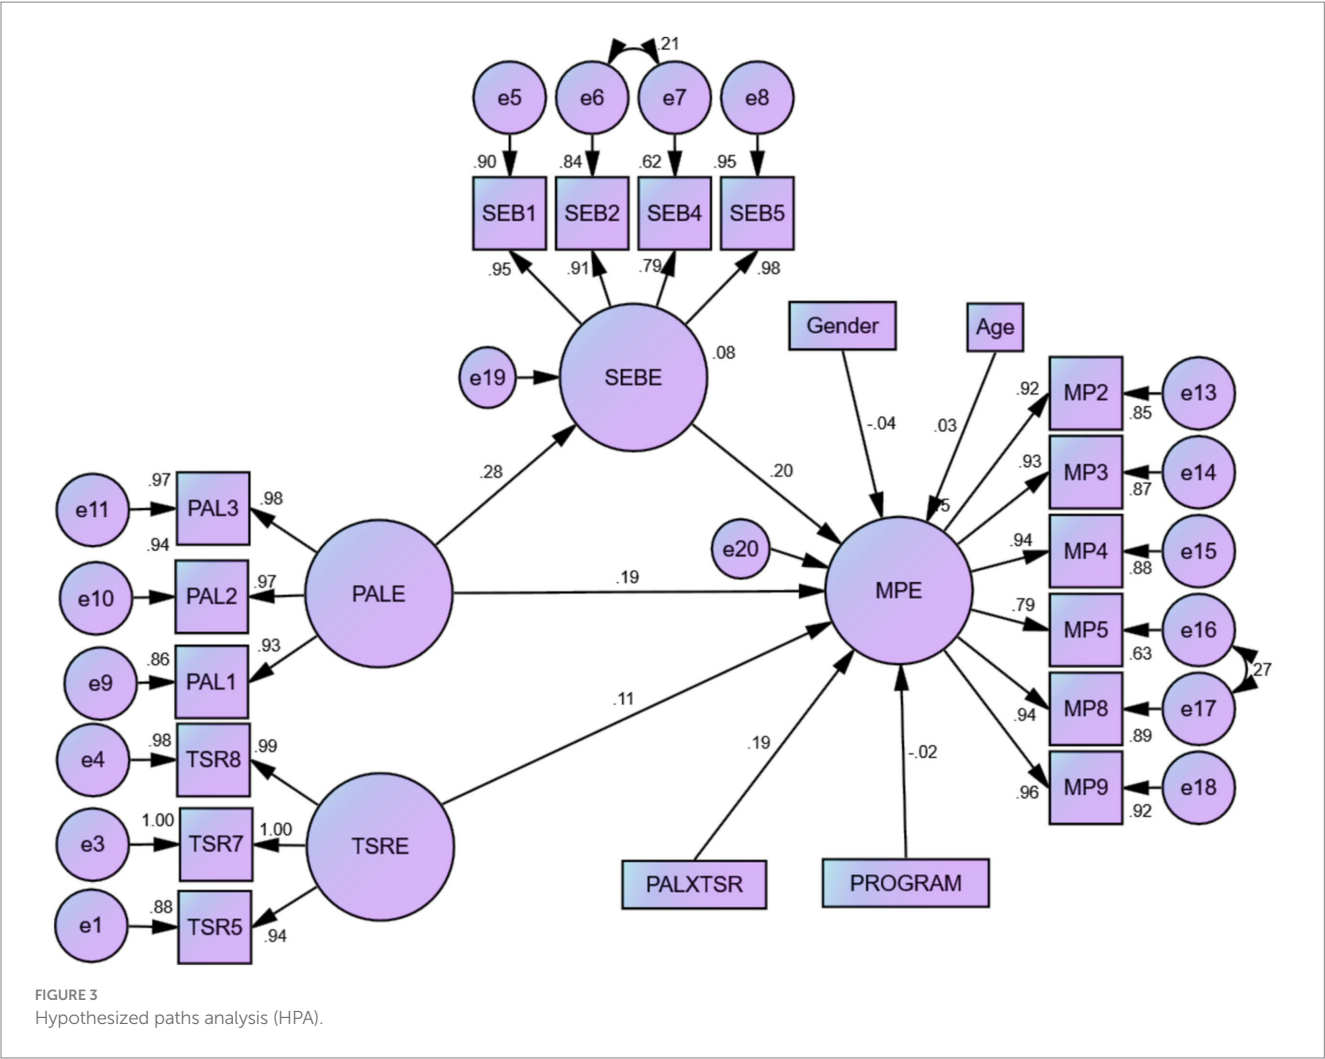 .21
e5 e6 e7 e8
.90 .84 .62 .95
SEB1 SEB2 SEB4 SEB5
.95 .91 .79 .98
Gender Age
.08
e19 SEBE
-.04 .03
.92 MP2 e13
.85
.93 MP3 e14
.87
.28 .20
e11 .97 PAL3 .98
.94
e10 PAL2 .97
e9 .86 PAL1 .93
PALE
.19
e20 MPE
.94 MP4 e15
.88
.79 MP5 e16
.63
.27
.94 MP8 e17
.89
.96 MP9 e18
.92
e4 .98 TSR8 .99
e3 1.00 TSR7 1.00
e1 .88 TSR5 .94
TSRE
.11
.19 -.02
PALXTSR PROGRAM
FIGURE 3
Hypothesized paths analysis (HPA).